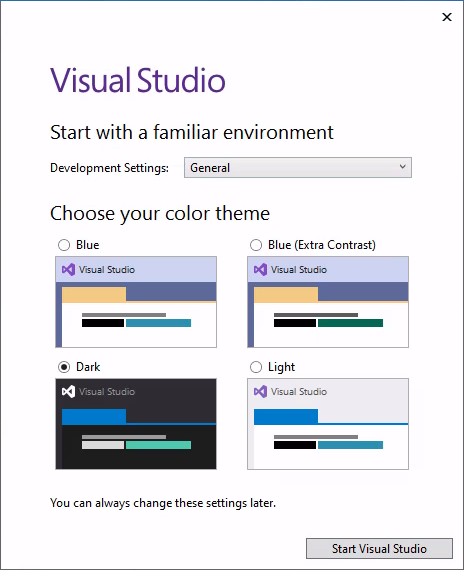 Visual Studio
Start with a familiar environment
Development Settings: General
Choose your color theme
Blue Blue (Extra Contrast)
Visual Studio Visual Studio
Dark Light
Visual Studio Visual Studio
You can always change these settings later.
Start Visual Studio